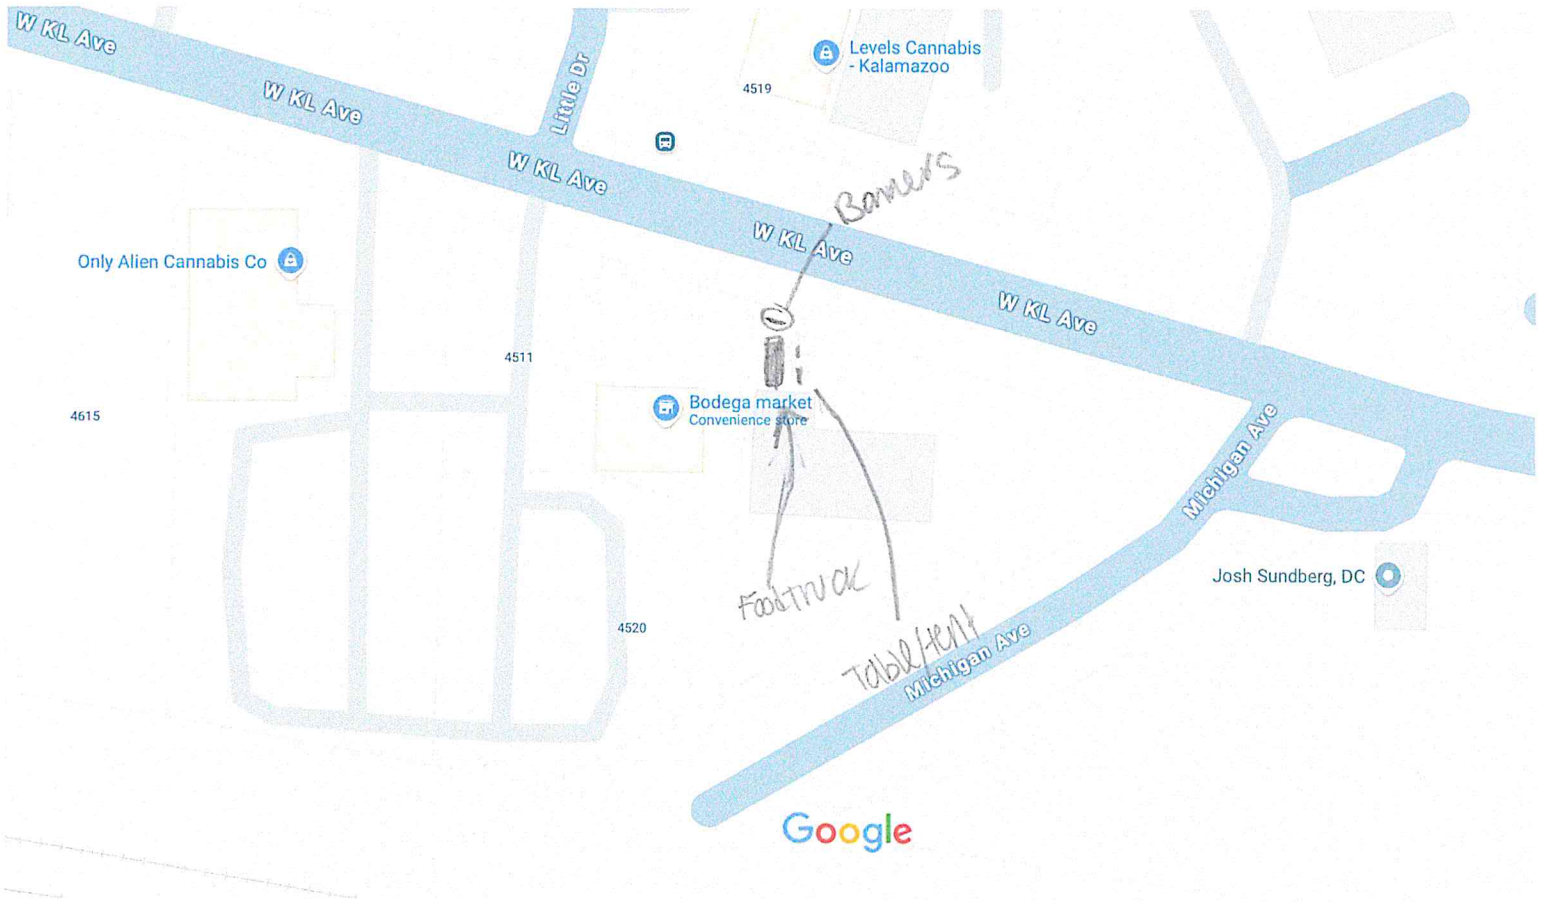 W KL Ave
W KL Ave
Little Dr
Levels Cannabis
- Kalamazoo
4519
W KL Ave
Banners
W KL Ave
Only Alien Cannabis Co
W KL Ave
4511
Bodega market
Convenience store
4615
Michigan Ave
Josh Sundberg, DC
Foodtruck
4520
Table/tent
Michigan Ave
Google